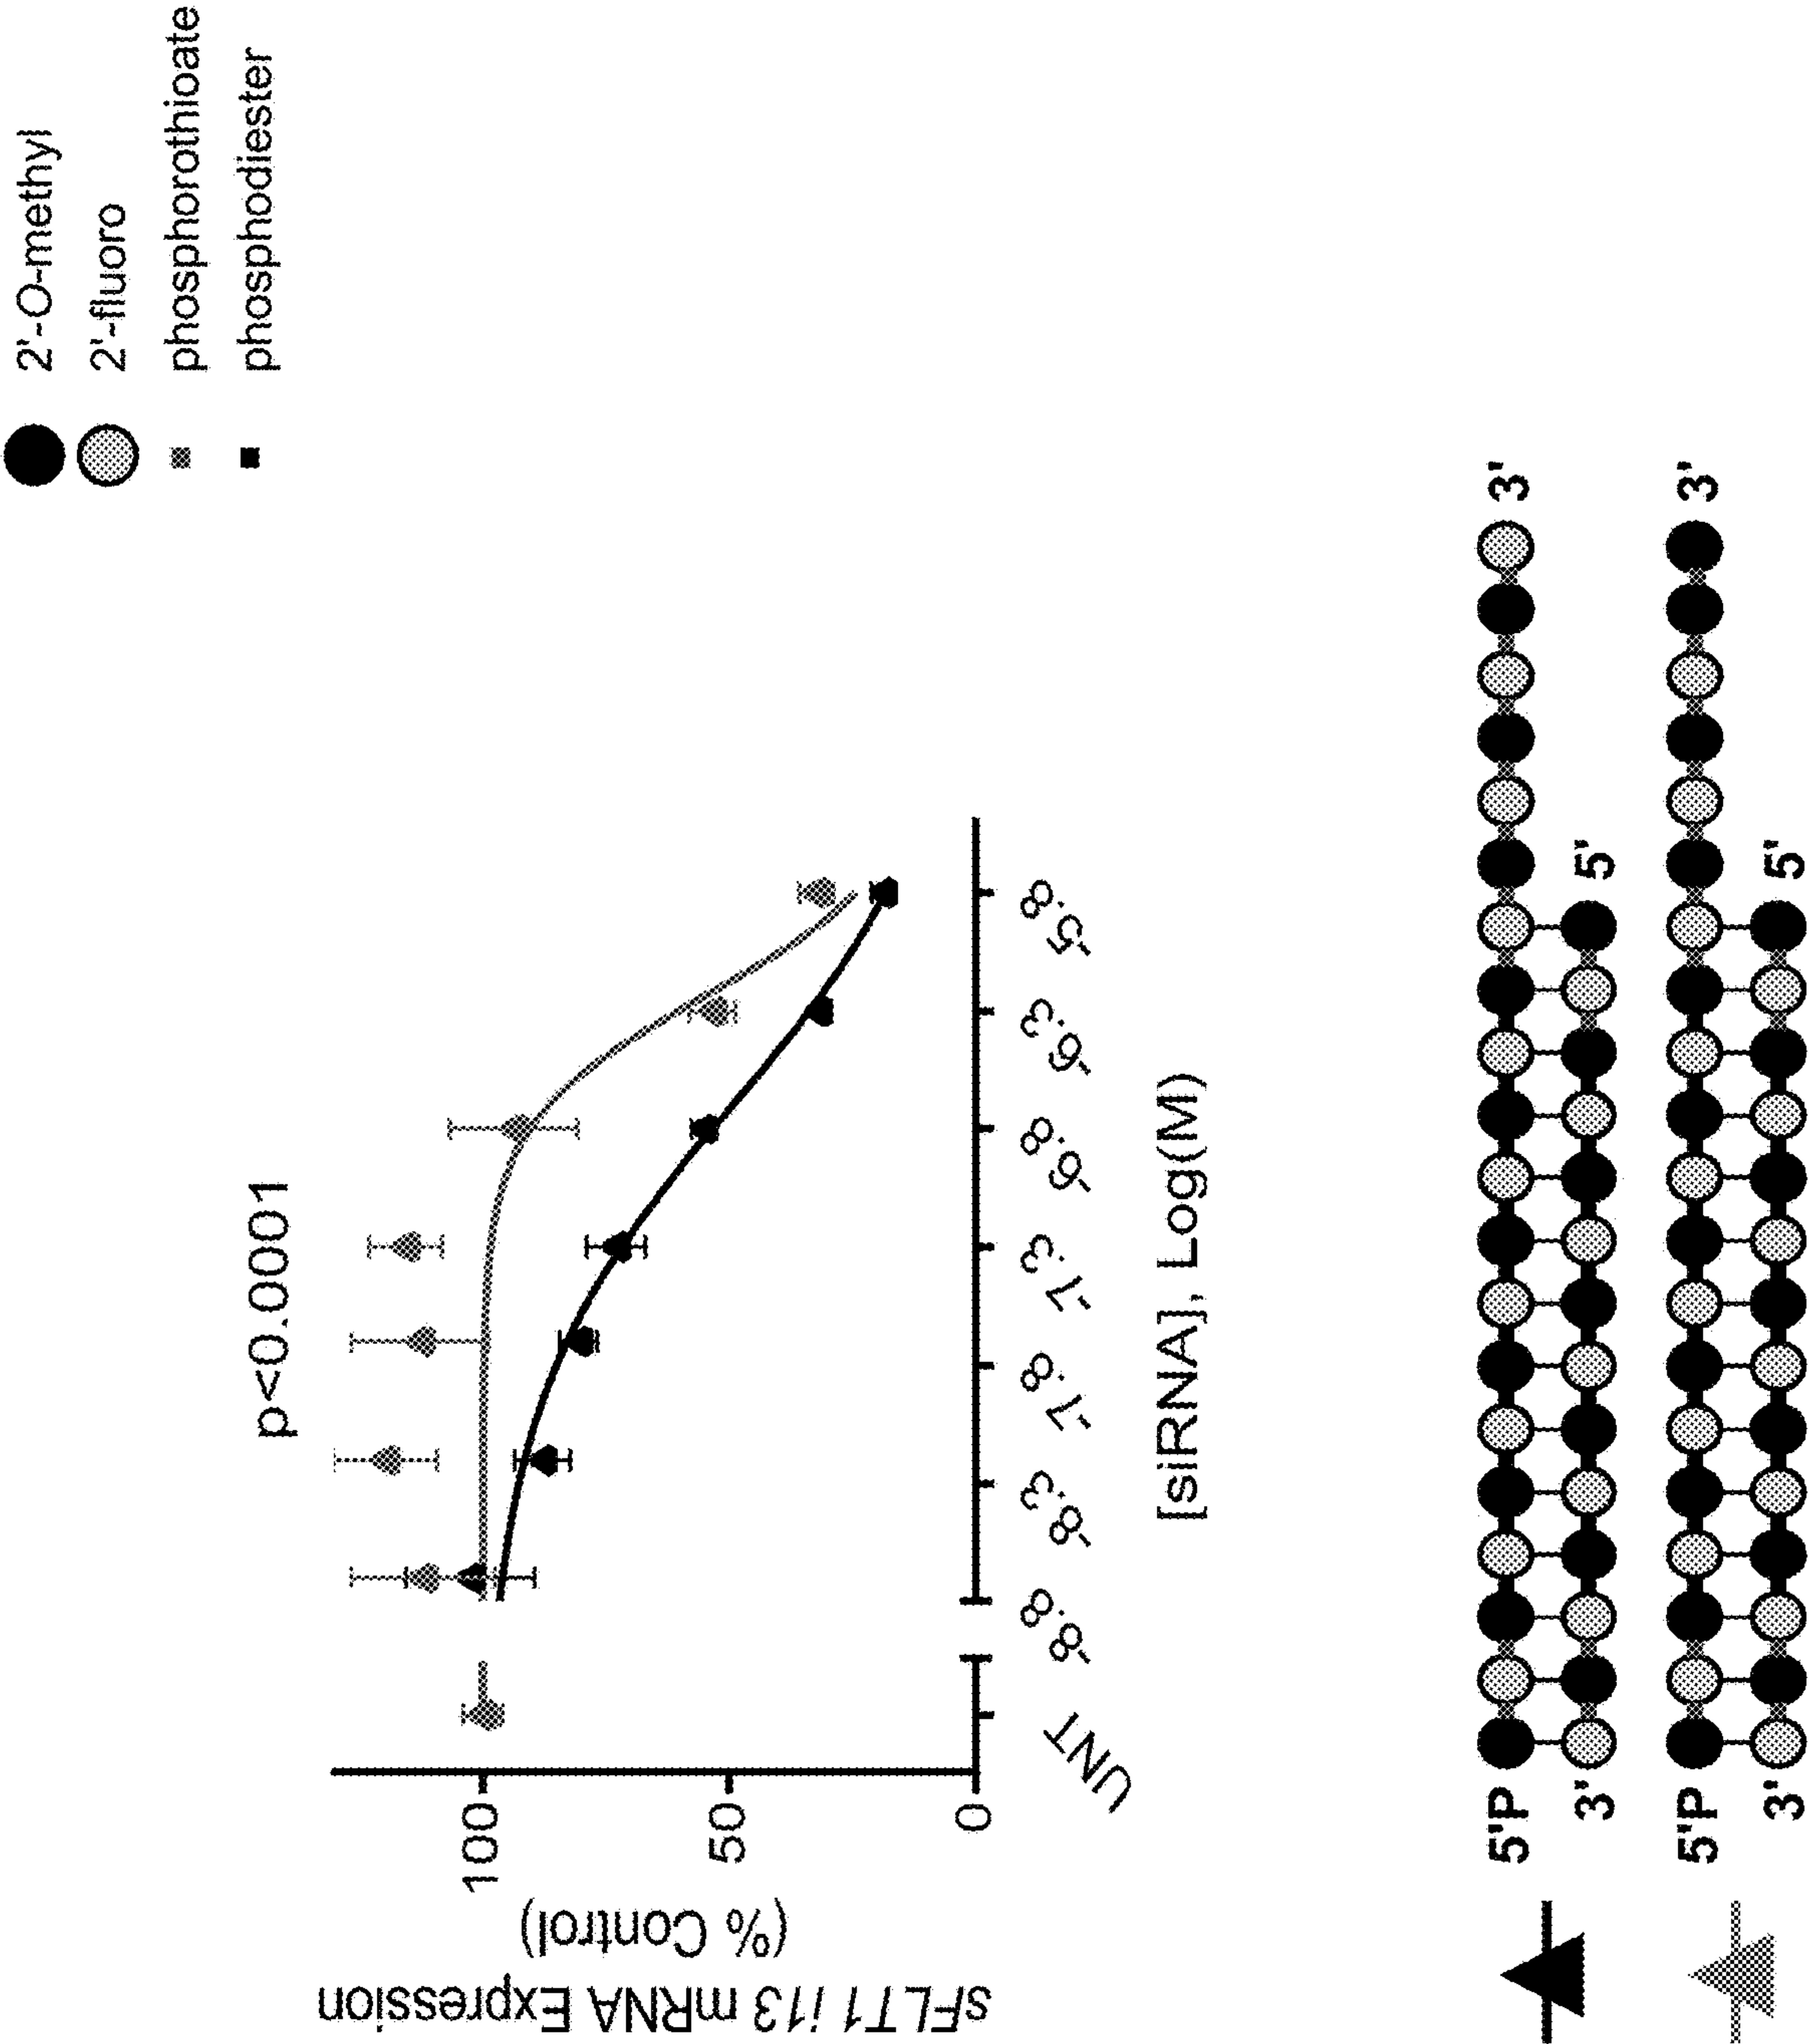 2'-O-methyl
2'-fluoro
phosphorothioate
phosphodiester
p<0.0001
sFLT1 i13 mRNA Expression
(% Control)
100
50
0
UNT
-8.8
-8.3
-7.8
-7.3
-6.8
-6.3
-5.8
[siRNA], Log(M)
5'P 3'
3' 5'
5'P 3'
3' 5'